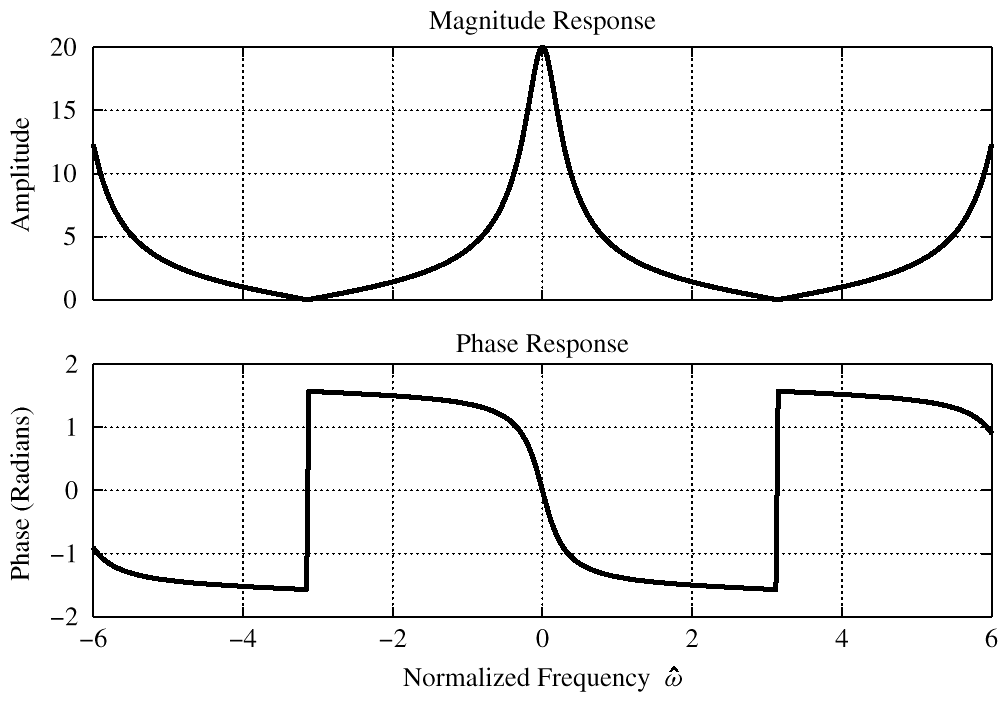 Magnitude Response
20
15
10
5
0
Amplitude
Phase Response
2
1
0
−1
−2
Phase (Radians)
−6 −4 −2 0 2 4 6
Normalized Frequency ω̂